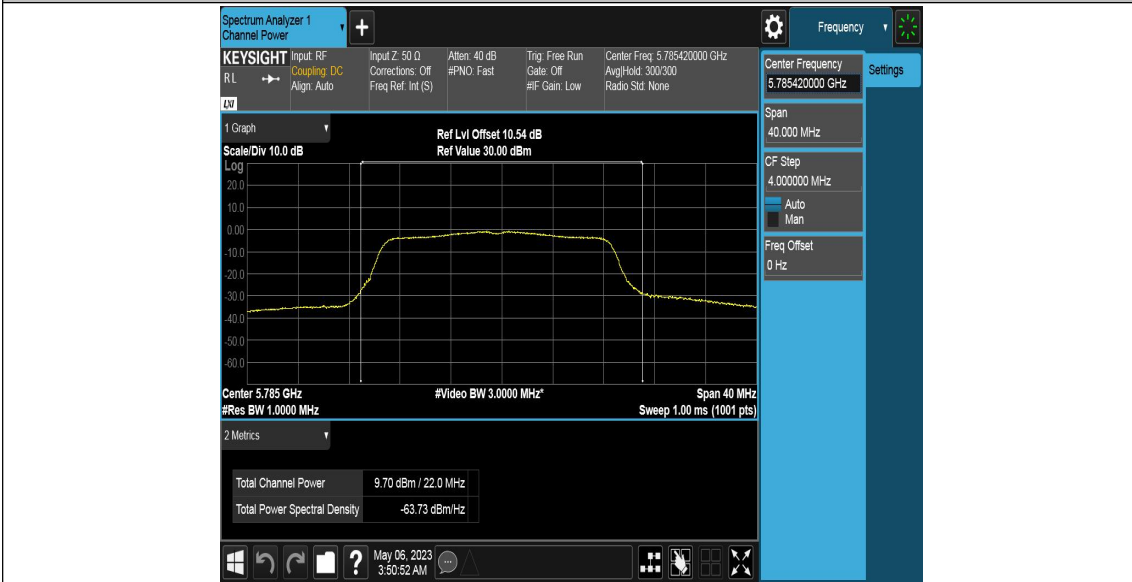 Spectrum Analyzer 1
Channel Power
Frequency
KEYSIGHT
R L
LXI
Input: RF
Coupling: DC
Align: Auto
Input Z: 50 Ω
Corrections: Off
Freq Ref: Int (S)
Atten: 40 dB
#PNO: Fast
Trig: Free Run
Gate: Off
#IF Gain: Low
Center Freq: 5.785420000 GHz
Avg|Hold: 300/300
Radio Std: None
Center Frequency
5.785420000 GHz
Settings
Span
40.000 MHz
CF Step
4.000000 MHz
Auto
Man
Freq Offset
0 Hz
1 Graph
Scale/Div 10.0 dB
Ref Lvl Offset 10.54 dB
Ref Value 30.00 dBm
Log
20.0
10.0
0.00
-10.0
-20.0
-30.0
-40.0
-50.0
-60.0
Center 5.785 GHz
#Video BW 3.0000 MHz*
Span 40 MHz
#Res BW 1.0000 MHz
Sweep 1.00 ms (1001 pts)
2 Metrics
Total Channel Power 9.70 dBm / 22.0 MHz
Total Power Spectral Density -63.73 dBm/Hz
?
May 06, 2023
3:50:52 AM